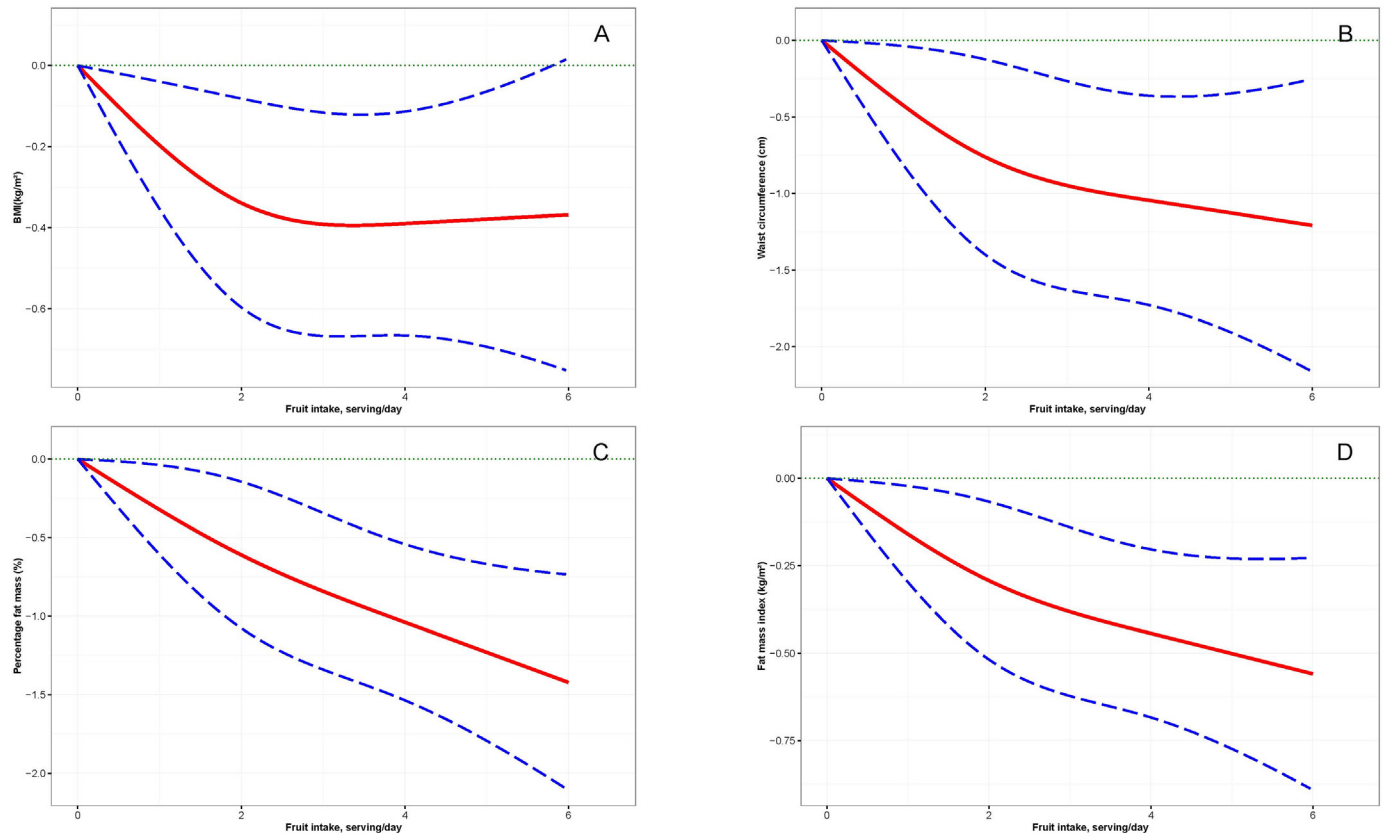 A
0.0
−0.2
−0.4
−0.6
BMI(kg/m²)
0
2
4
6
Fruit intake, serving/day
B
0.0
−0.5
−1.0
−1.5
−2.0
Waist circumference (cm)
0
2
4
6
Fruit intake, serving/day
C
0.0
−0.5
−1.0
−1.5
−2.0
Percentage fat mass (%)
0
2
4
6
Fruit intake, serving/day
D
0.00
−0.25
−0.50
−0.75
Fat mass index (kg/m²)
0
2
4
6
Fruit intake, serving/day